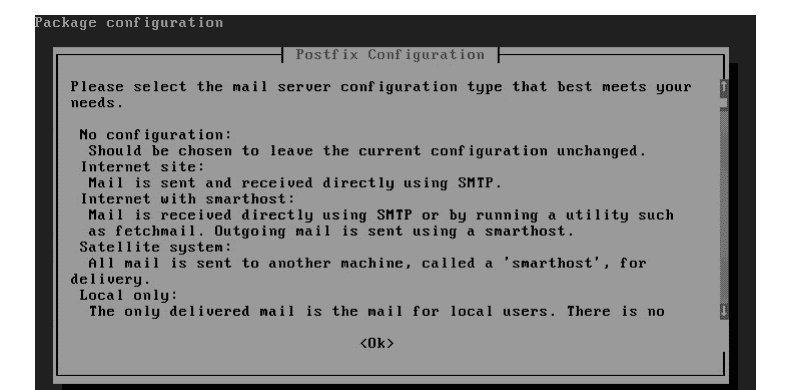 Package configuration
Postfix Configuration
Please select the mail server configuration type that best meets your
needs.
No configuration:
Should be chosen to leave the current configuration unchanged.
Internet site:
Mail is sent and received directly using SMTP.
Internet with smarthost:
Mail is received directly using SMTP or by running a utility such
as fetchmail. Outgoing mail is sent using a smarthost.
Satellite system:
All mail is sent to another machine, called a 'smarthost', for
delivery.
Local only:
The only delivered mail is the mail for local users. There is no
<Ok>